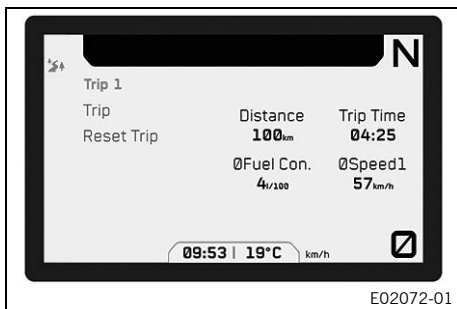 N
Trip 1
Trip
Reset Trip
Distance Trip Time
100km 04:25
ØFuel Con. ØSpeed1
4l/100 57km/h
09:53 | 19°C km/h
0
E02072-01